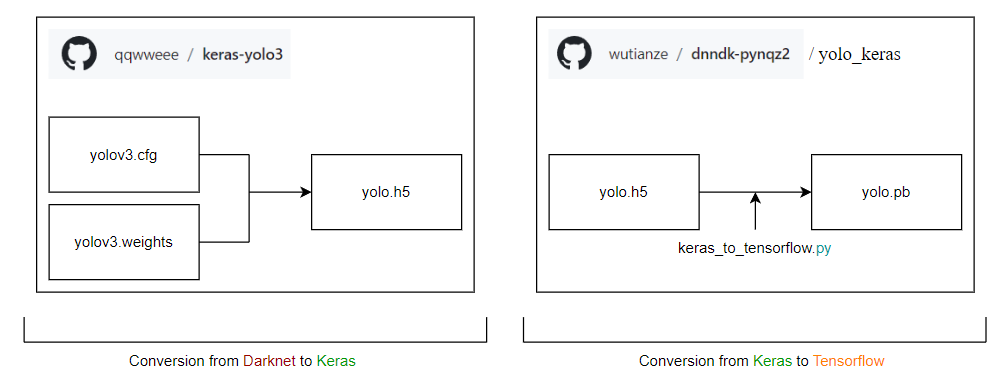 qqwweee / keras-yolo3
yolov3.cfg
yolov3.weights
yolo.h5
Conversion from Darknet to Keras
wutianze / dnndk-pynqz2 / yolo_keras
yolo.h5
yolo.pb
keras_to_tensorflow.py
Conversion from Keras to Tensorflow